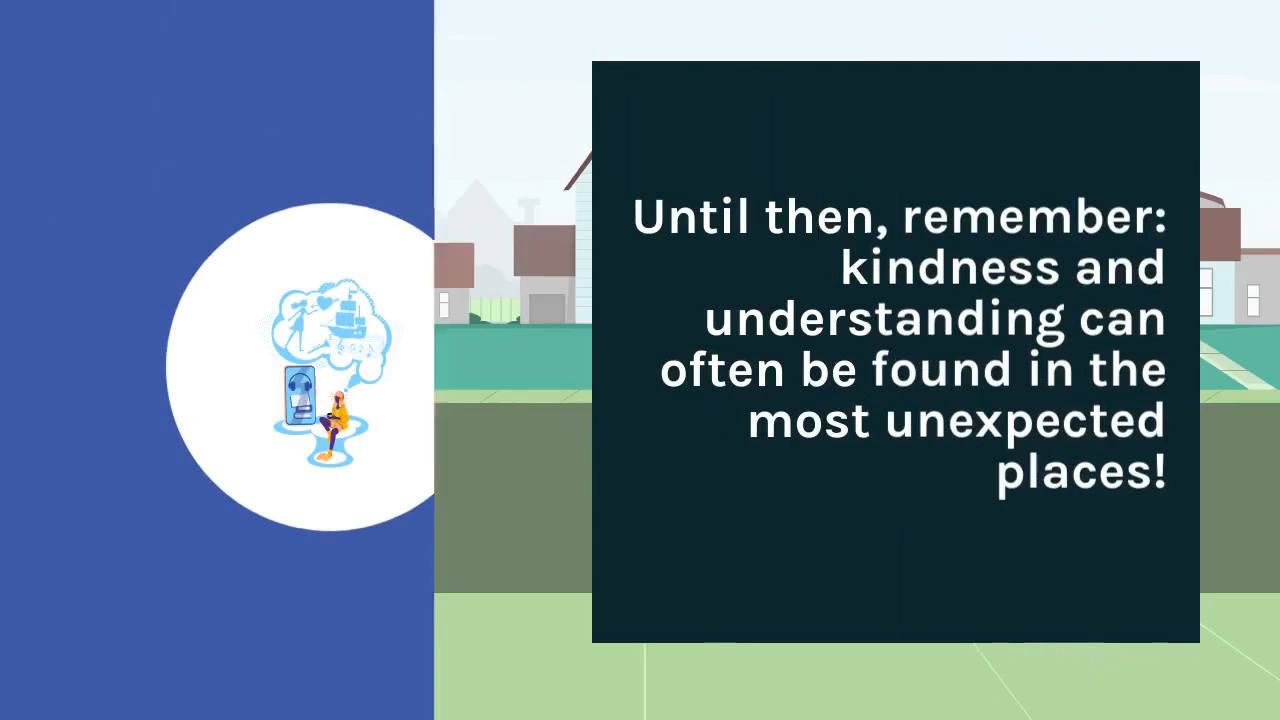 Until then, remember:
kindness and
understanding can
often be found in the
most unexpected
places!